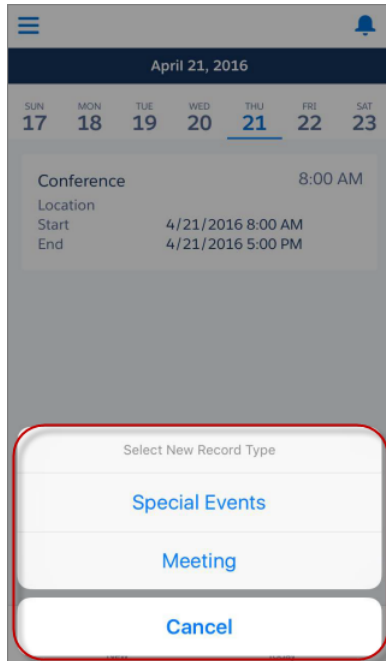 April 21, 2016
SUN MON TUE WED THU FRI SAT
17 18 19 20 21 22 23
Conference 8:00 AM
Location
Start 4/21/2016 8:00 AM
End 4/21/2016 5:00 PM
Select New Record Type
Special Events
Meeting
Cancel